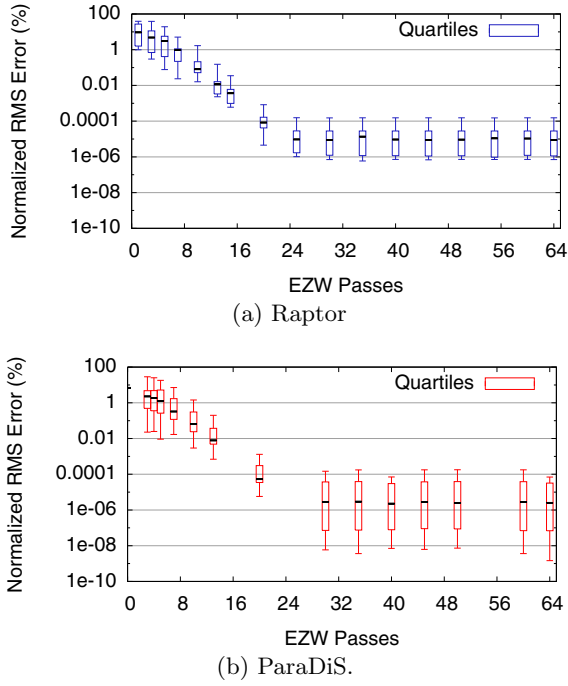 Normalized RMS Error (%)
100
1
0.01
0.0001
1e-06
1e-08
1e-10
Quartiles
0 8 16 24 32 40 48 56 64
EZW Passes
(a) Raptor
Normalized RMS Error (%)
100
1
0.01
0.0001
1e-06
1e-08
1e-10
Quartiles
0 8 16 24 32 40 48 56 64
EZW Passes
(b) ParaDiS.